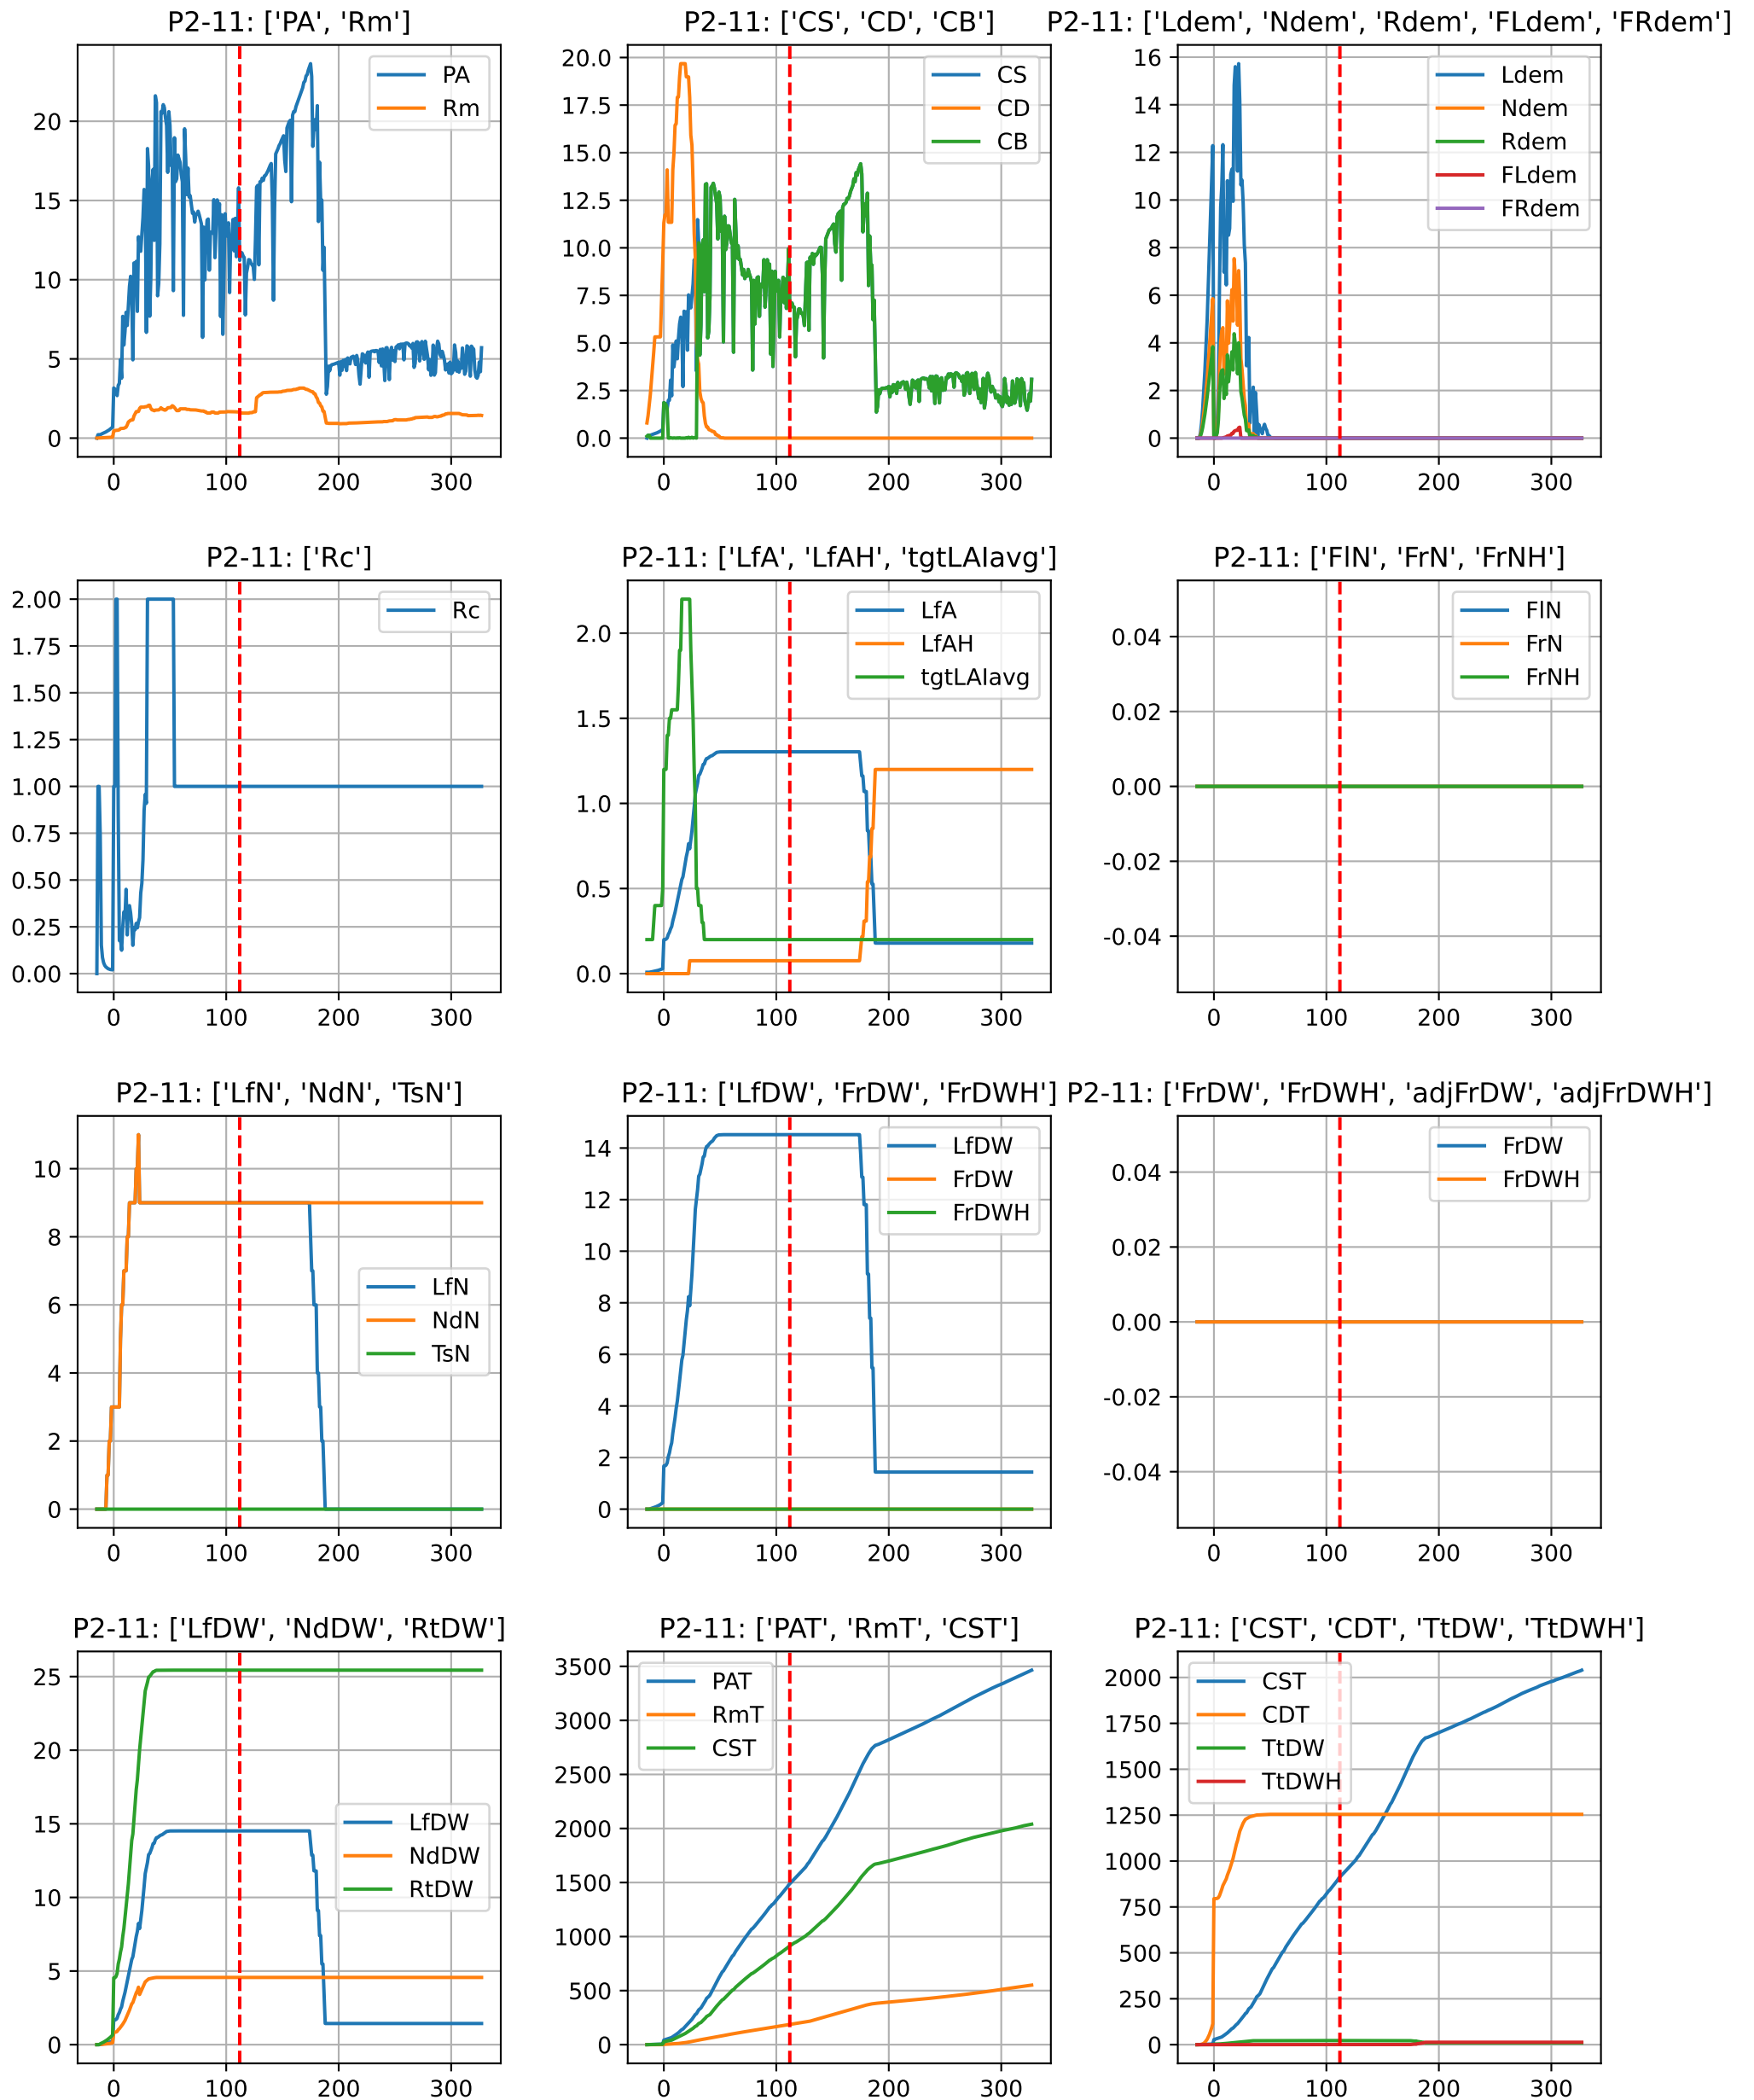 P2-11: ['PA', 'Rm']
PA
Rm
20
15
10
5
0
0 100 200 300
P2-11: ['CS', 'CD', 'CB']
CS
CD
CB
20.0
17.5
15.0
12.5
10.0
7.5
5.0
2.5
0.0
0 100 200 300
P2-11: ['Ldem', 'Ndem', 'Rdem', 'FLdem', 'FRdem']
Ldem
Ndem
Rdem
FLdem
FRdem
16
14
12
10
8
6
4
2
0
0 100 200 300
P2-11: ['Rc']
Rc
2.00
1.75
1.50
1.25
1.00
0.75
0.50
0.25
0.00
0 100 200 300
P2-11: ['LfA', 'LfAH', 'tgtLAIavg']
LfA
LfAH
tgtLAIavg
2.0
1.5
1.0
0.5
0.0
0 100 200 300
P2-11: ['FlN', 'FrN', 'FrNH']
FlN
FrN
FrNH
0.04
0.02
0.00
-0.02
-0.04
0 100 200 300
P2-11: ['LfN', 'NdN', 'TsN']
LfN
NdN
TsN
10
8
6
4
2
0
0 100 200 300
P2-11: ['LfDW', 'FrDW', 'FrDWH']
LfDW
FrDW
FrDWH
14
12
10
8
6
4
2
0
0 100 200 300
P2-11: ['FrDW', 'FrDWH', 'adjFrDW', 'adjFrDWH']
FrDW
FrDWH
0.04
0.02
0.00
-0.02
-0.04
0 100 200 300
P2-11: ['LfDW', 'NdDW', 'RtDW']
LfDW
NdDW
RtDW
25
20
15
10
5
0
0 100 200 300
P2-11: ['PAT', 'RmT', 'CST']
PAT
RmT
CST
3500
3000
2500
2000
1500
1000
500
0
0 100 200 300
P2-11: ['CST', 'CDT', 'TtDW', 'TtDWH']
CST
CDT
TtDW
TtDWH
2000
1750
1500
1250
1000
750
500
250
0
0 100 200 300